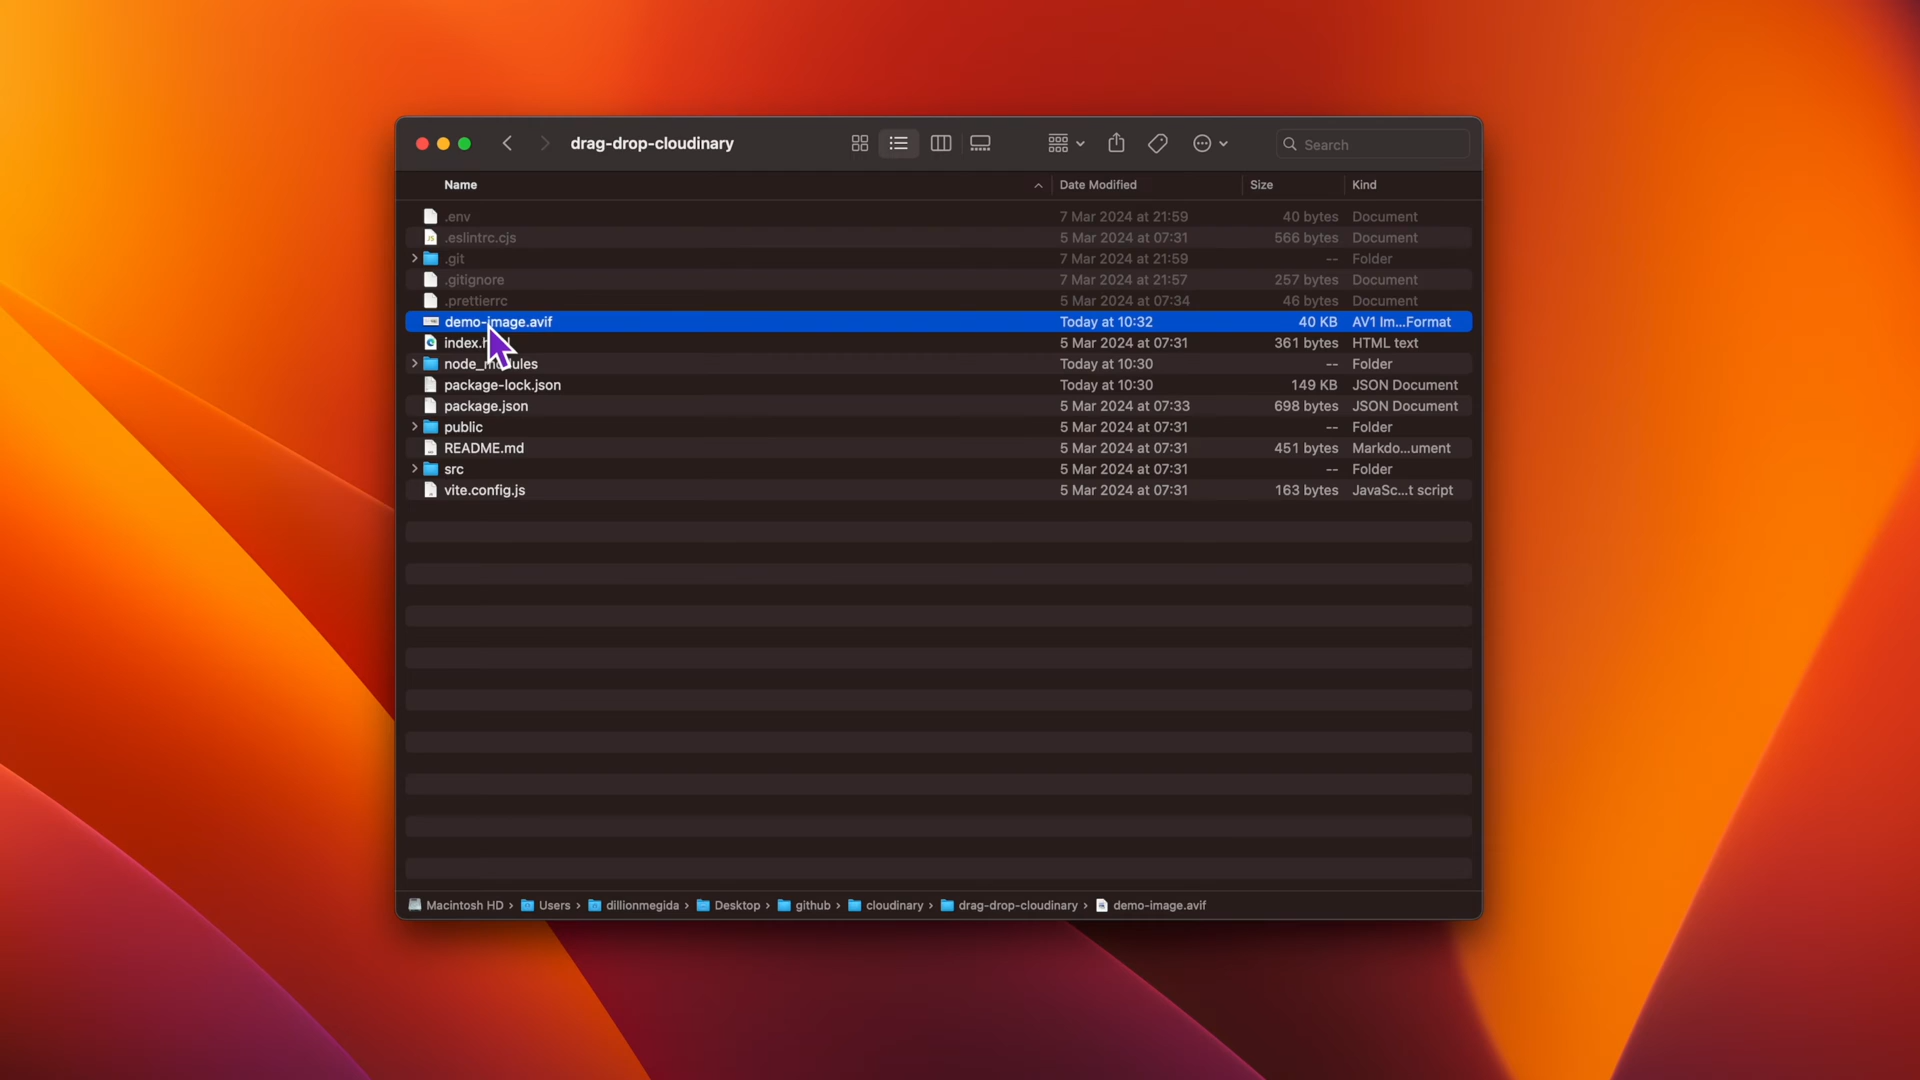 drag-drop-cloudinary Search
Name Date Modified Size Kind
.env 7 Mar 2024 at 21:59 40 bytes Document
.eslintrc.cjs 5 Mar 2024 at 07:31 566 bytes Document
.git 7 Mar 2024 at 21:59 -- Folder
.gitignore 7 Mar 2024 at 21:57 257 bytes Document
.prettierrc 5 Mar 2024 at 07:34 46 bytes Document
demo-image.avif Today at 10:32 40 KB AV1 Im...Format
5 Mar 2024 at 07:31 361 bytes HTML text
node_modules Today at 10:30 -- Folder
package-lock.json Today at 10:30 149 KB JSON Document
package.json 5 Mar 2024 at 07:33 698 bytes JSON Document
public 5 Mar 2024 at 07:31 -- Folder
README.md 5 Mar 2024 at 07:31 451 bytes Markdo...ument
src 5 Mar 2024 at 07:31 -- Folder
vite.config.js 5 Mar 2024 at 07:31 163 bytes JavaSc...t script
Macintosh HD › Users › dillionmegida › Desktop › github › cloudinary › drag-drop-cloudinary › demo-image.avif